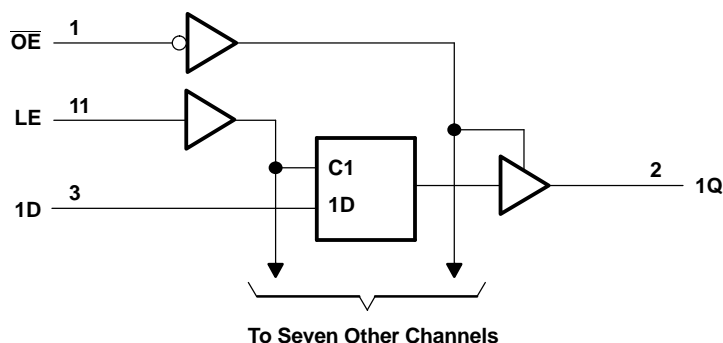 OE 1
LE 11
C1
1D 3 1D 2 1Q
To Seven Other Channels